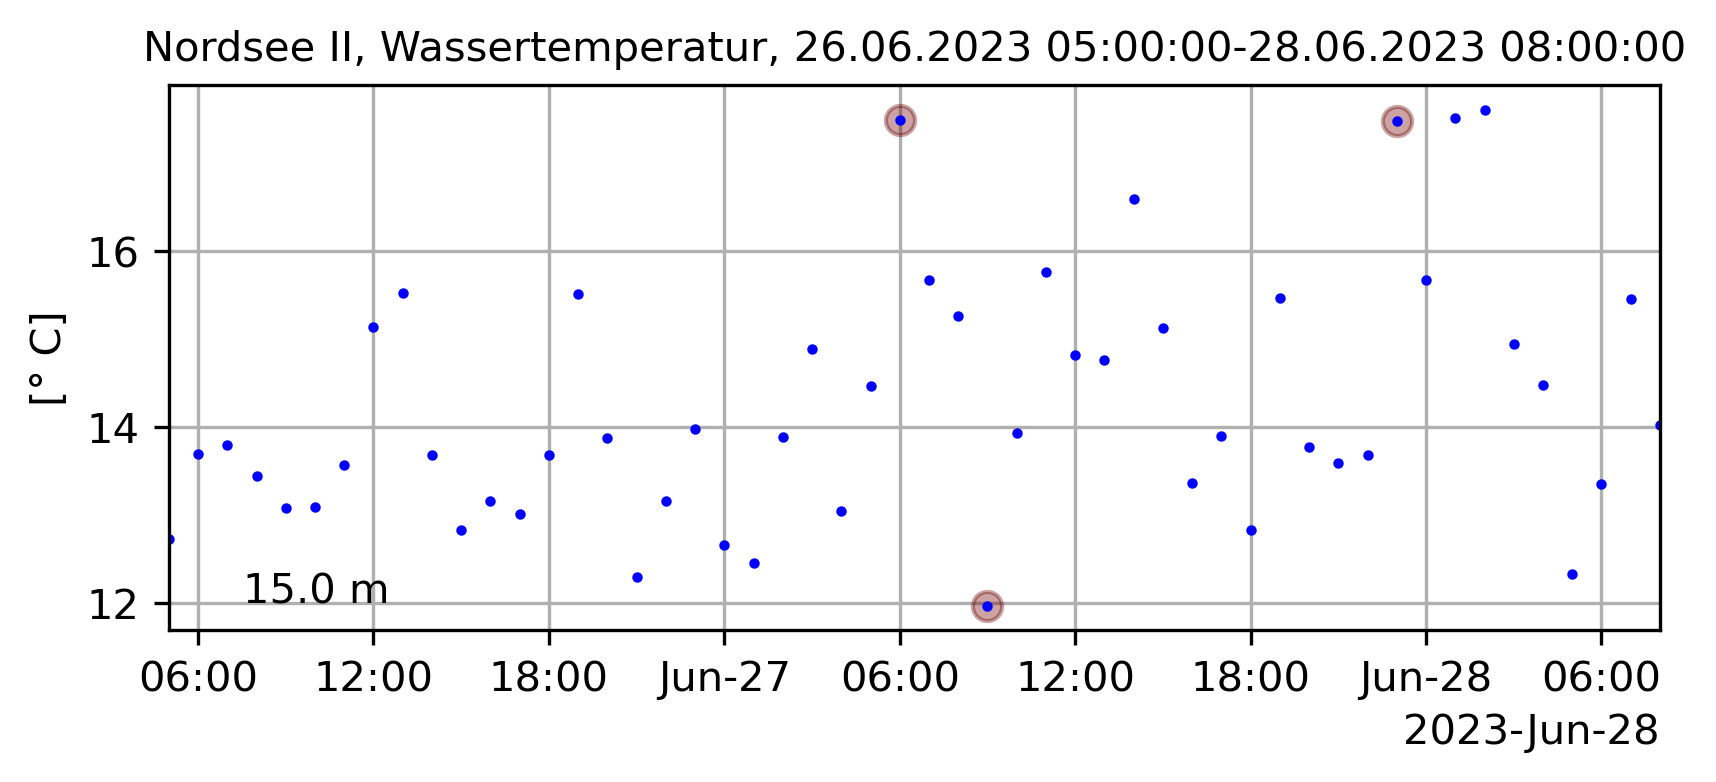 Nordsee II, Wassertemperatur, 26.06.2023 05:00:00-28.06.2023 08:00:00
[° C]
16
14
12
15.0 m
06:00 12:00 18:00 Jun-27 06:00 12:00 18:00 Jun-28 06:00
2023-Jun-28